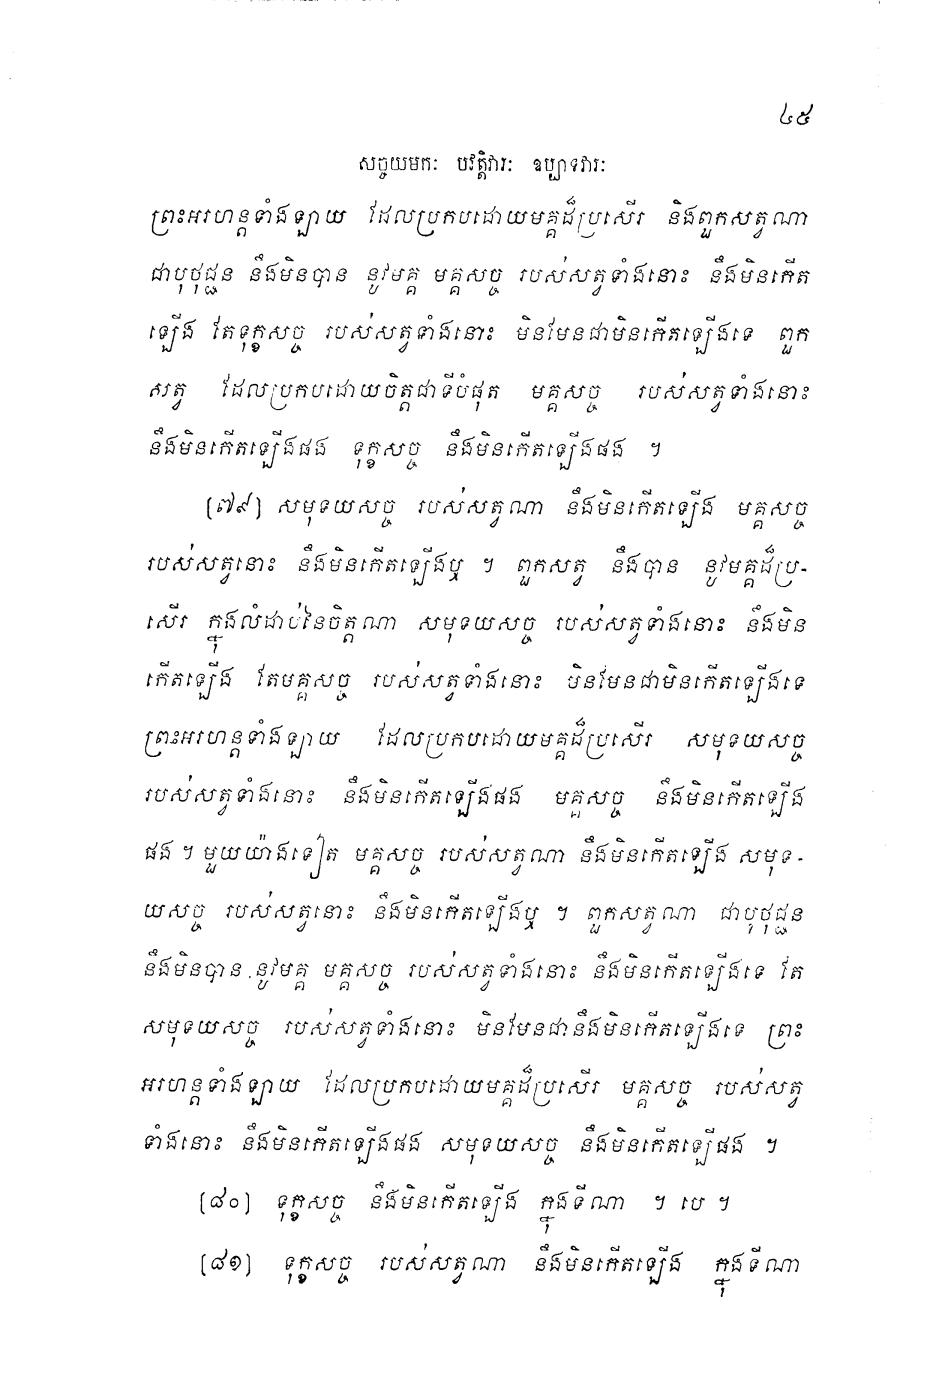 ៤៥
សច្ចយមកៈ បវត្តិវារៈ ឧប្បាទវារៈ
ព្រះអរហន្តទាំងឡាយ ដែលប្រកបដោយមគ្គដ៏ប្រសើរ និងពួកសត្វណា
ជាបុថុជ្ជន នឹងមិនបាន នូវមគ្គ មគ្គសច្ច របស់សត្វទាំងនោះ នឹងមិនកើត
ឡើង តែទុក្ខសច្ច របស់សត្វទាំងនោះ មិនមែនជាមិនកើតឡើងទេ ពួក
សត្វ ដែលប្រកបដោយចិត្តជាទីបំផុត មគ្គសច្ច របស់សត្វទាំងនោះ
នឹងមិនកើតឡើងផង ទុក្ខសច្ច នឹងមិនកើតឡើងផង ។
[៧៩] សមុទយសច្ច របស់សត្វណា នឹងមិនកើតឡើង មគ្គសច្ច
របស់សត្វនោះ នឹងមិនកើតឡើងឬ ។ ពួកសត្វ នឹងបាន នូវមគ្គដ៏ប្រ-
សើរ ក្នុងលំដាប់នៃចិត្តណា សមុទយសច្ច របស់សត្វទាំងនោះ នឹងមិន
កើតឡើង តែមគ្គសច្ច របស់សត្វទាំងនោះ មិនមែនជាមិនកើតឡើងទេ
ព្រះអរហន្តទាំងឡាយ ដែលប្រកបដោយមគ្គដ៏ប្រសើរ សមុទយសច្ច
របស់សត្វទាំងនោះ នឹងមិនកើតឡើងផង មគ្គសច្ច នឹងមិនកើតឡើង
ផង ។ មួយយ៉ាងទៀត មគ្គសច្ច របស់សត្វណា នឹងមិនកើតឡើង សមុទ-
យសច្ច របស់សត្វនោះ នឹងមិនកើតឡើងឬ ។ ពួកសត្វណា ជាបុថុជ្ជន
នឹងមិនបាន នូវមគ្គ មគ្គសច្ច របស់សត្វទាំងនោះ នឹងមិនកើតឡើងទេ តែ
សមុទយសច្ច របស់សត្វទាំងនោះ មិនមែនជានឹងមិនកើតឡើងទេ ព្រះ
អរហន្តទាំងឡាយ ដែលប្រកបដោយមគ្គដ៏ប្រសើរ មគ្គសច្ច របស់សត្វ
ទាំងនោះ នឹងមិនកើតឡើងផង សមុទយសច្ច នឹងមិនកើតឡើផង ។
[៨០] ទុក្ខសច្ច នឹងមិនកើតឡើង ក្នុងទីណា ។ បេ ។
[៨១] ទុក្ខសច្ច របស់សត្វណា នឹងមិនកើតឡើង ក្នុងទីណា